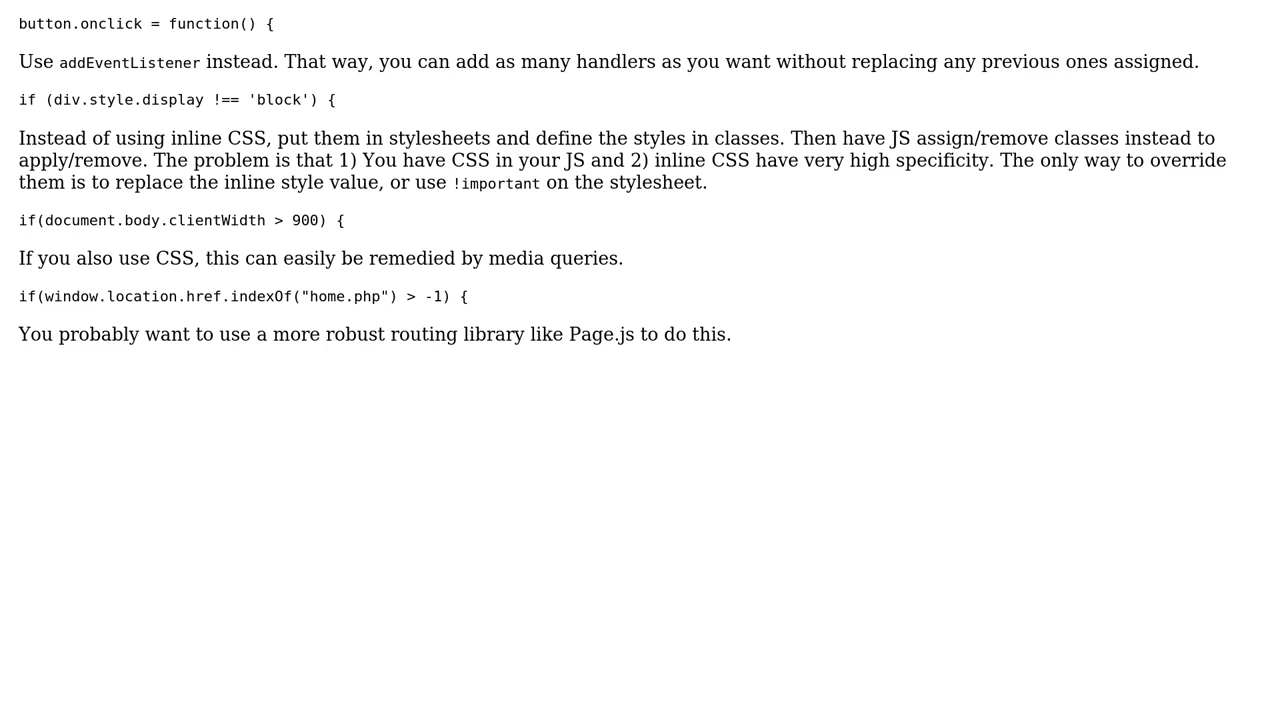 button.onclick = function() {
Use addEventListener instead. That way, you can add as many handlers as you want without replacing any previous ones assigned.
if (div.style.display !== 'block') {
Instead of using inline CSS, put them in stylesheets and define the styles in classes. Then have JS assign/remove classes instead to
apply/remove. The problem is that 1) You have CSS in your JS and 2) inline CSS have very high specificity. The only way to override
them is to replace the inline style value, or use !important on the stylesheet.
if(document.body.clientWidth > 900) {
If you also use CSS, this can easily be remedied by media queries.
if(window.location.href.indexOf("home.php") > -1) {
You probably want to use a more robust routing library like Page.js to do this.